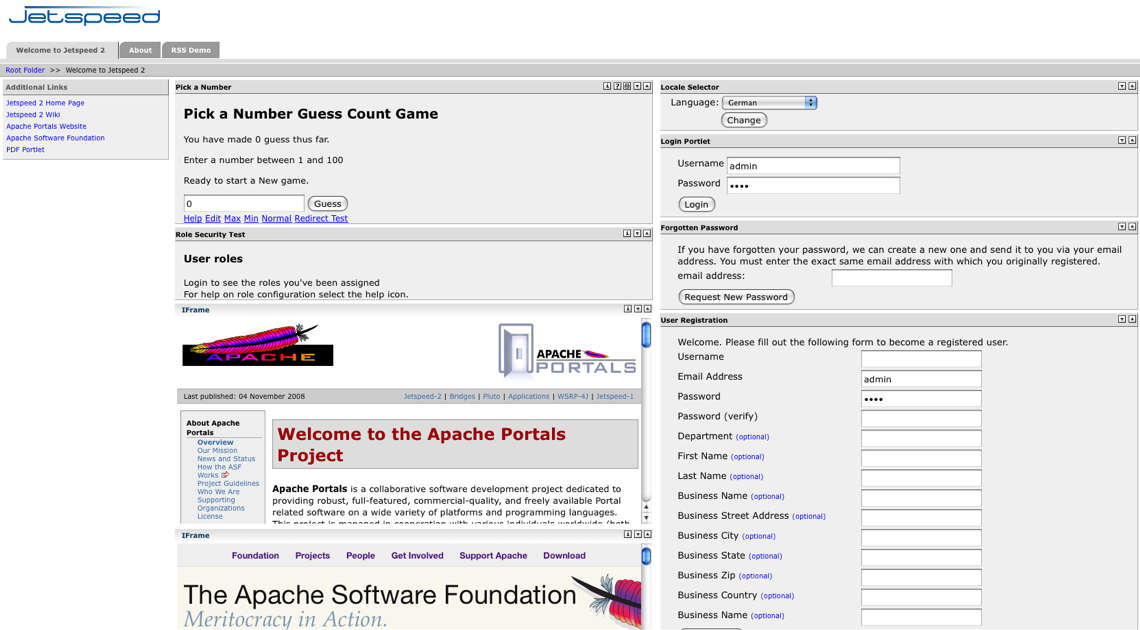 Jetspeed
Welcome to Jetspeed 2
About
RSS Demo
Root Folder >> Welcome to Jetspeed 2
Additional Links
Jetspeed 2 Home Page
Jetspeed 2 Wiki
Apache Portals Website
Apache Software Foundation
PDF Portlet
Pick a Number
Pick a Number Guess Count Game
You have made 0 guess thus far.
Enter a number between 1 and 100
Ready to start a New game.
0
Guess
Help Edit Max Min Normal Redirect Test
Role Security Test
User roles
Login to see the roles you've been assigned
For help on role configuration select the help icon.
IFrame
APACHE
APACHE
PORTALS
Last published: 04 November 2008
Jetspeed-2 | Bridges | Pluto | Applications | WSRP-4J | Jetspeed-1
About Apache
Portals
Overview
Our Mission
News and Status
How the ASF
Works
Project Guidelines
Who We Are
Supporting
Organizations
License
Welcome to the Apache Portals
Project
Apache Portals is a collaborative software development project dedicated to
providing robust, full-featured, commercial-quality, and freely available Portal
related software on a wide variety of platforms and programming languages.
This project is managed in cooperation with various individuals worldwide (both
IFrame
Foundation Projects People Get Involved Support Apache Download
The Apache Software Foundation
Meritocracy in Action.
Locale Selector
Language: German
Change
Login Portlet
Username admin
Password ••••
Login
Forgotten Password
If you have forgotten your password, we can create a new one and send it to you via your email
address. You must enter the exact same email address with which you originally registered.
email address:
Request New Password
User Registration
Welcome. Please fill out the following form to become a registered user.
Username
Email Address admin
Password ••••
Password (verify)
Department (optional)
First Name (optional)
Last Name (optional)
Business Name (optional)
Business Street Address (optional)
Business City (optional)
Business State (optional)
Business Zip (optional)
Business Country (optional)
Business Name (optional)